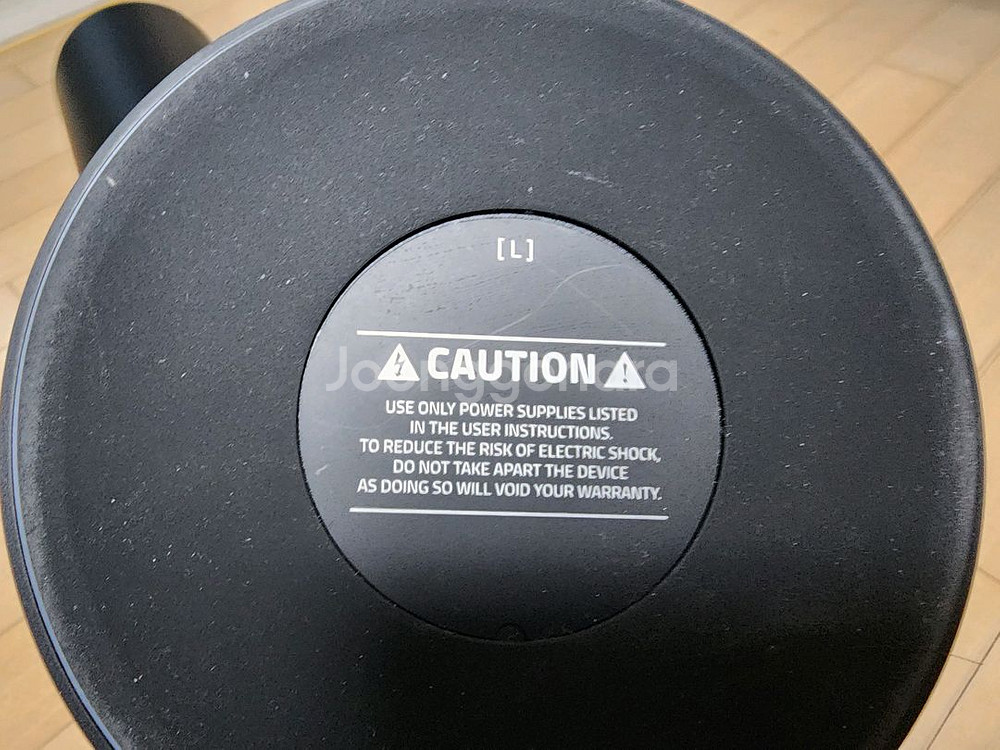 [L]
CAUTION
USE ONLY POWER SUPPLIES LISTED
IN THE USER INSTRUCTIONS.
TO REDUCE THE RISK OF ELECTRIC SHOCK,
DO NOT TAKE APART THE DEVICE
AS DOING SO WILL VOID YOUR WARRANTY.
Joonggonara